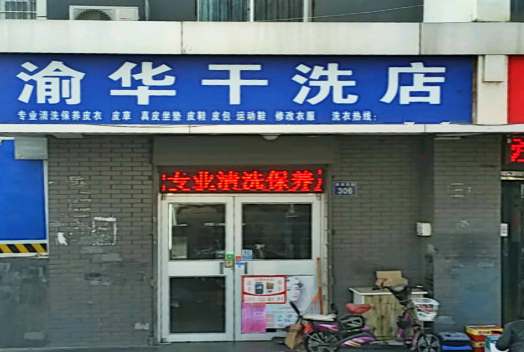 渝华干洗店
专业清洗保养皮衣 皮草 真皮坐垫 皮鞋 皮包 运动鞋 修改衣服 洗衣热线:
专业清洗保养
306